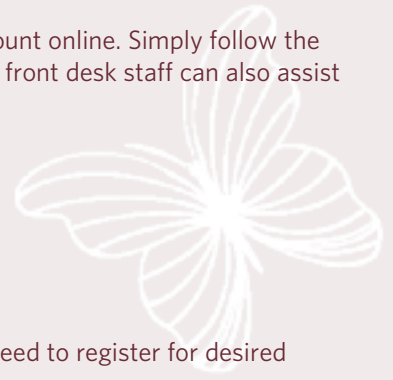 ount online. Simply follow the
front desk staff can also assist
eed to register for desired